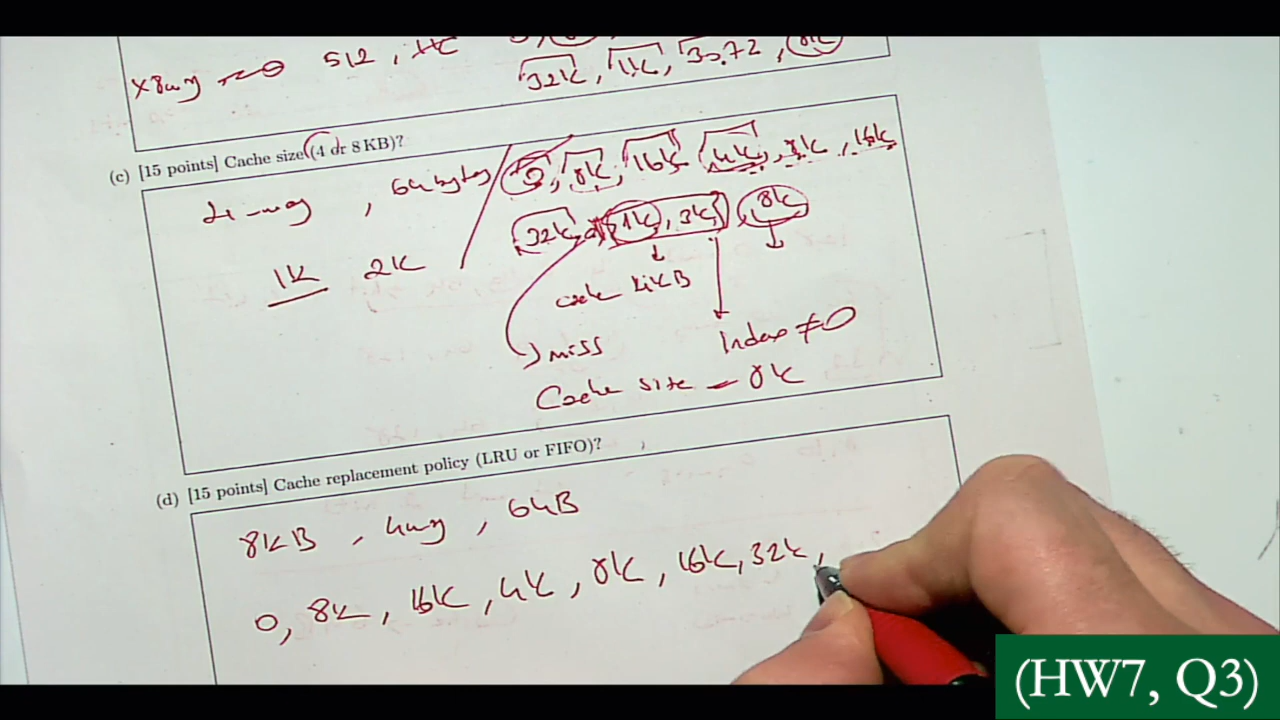 x8way → 512, 1K
32K, 1K, 3072, 8K
(c) [15 points] Cache size (4 or 8 KB)?
4-way, 64 bytes
0, 8K, 16K, 4K, 8K, 16K
32K, 1K, 3K, 8K
1K 2K
cache 4KB
miss
Index ≠ 0
Cache size - 8K
(d) [15 points] Cache replacement policy (LRU or FIFO)?
8KB, 4way, 64B
0, 8K, 16K, 4K, 8K, 16K, 32K,
(HW7, Q3)